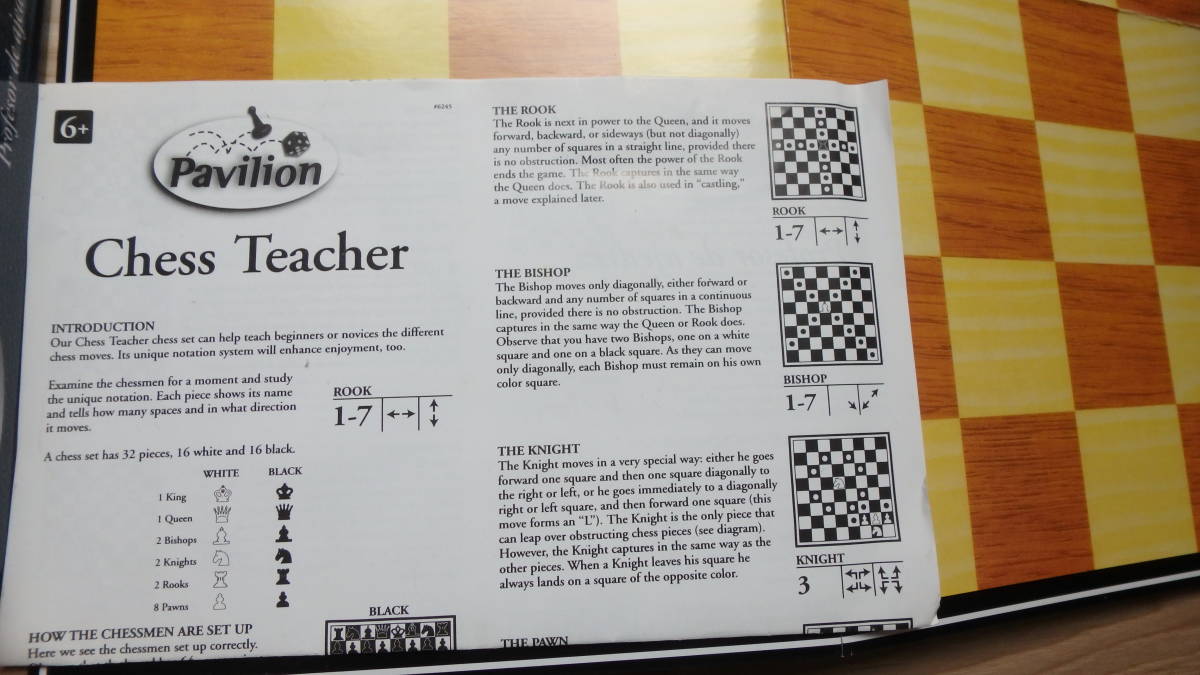 Profesor de ajedrez
6+
#6245
Pavilion
Chess Teacher
INTRODUCTION
Our Chess Teacher chess set can help teach beginners or novices the different
chess moves. Its unique notation system will enhance enjoyment, too.
Examine the chessmen for a moment and study
the unique notation. Each piece shows its name
and tells how many spaces and in what direction
it moves.
ROOK
1-7
A chess set has 32 pieces, 16 white and 16 black.
WHITE BLACK
1 King
1 Queen
2 Bishops
2 Knights
2 Rooks
8 Pawns
HOW THE CHESSMEN ARE SET UP
Here we see the chessmen set up correctly.
BLACK
THE ROOK
The Rook is next in power to the Queen, and it moves
forward, backward, or sideways (but not diagonally)
any number of squares in a straight line, provided there
is no obstruction. Most often the power of the Rook
ends the game. The Rook captures in the same way
the Queen does. The Rook is also used in “castling,”
a move explained later.
ROOK
1-7
THE BISHOP
The Bishop moves only diagonally, either forward or
backward and any number of squares in a continuous
line, provided there is no obstruction. The Bishop
captures in the same way the Queen or Rook does.
Observe that you have two Bishops, one on a white
square and one on a black square. As they can move
only diagonally, each Bishop must remain on his own
color square.
BISHOP
1-7
THE KNIGHT
The Knight moves in a very special way: either he goes
forward one square and then one square diagonally to
the right or left, or he goes immediately to a diagonally
right or left square, and then forward one square (this
move forms an “L”). The Knight is the only piece that
can leap over obstructing chess pieces (see diagram).
However, the Knight captures in the same way as the
other pieces. When a Knight leaves his square he
always lands on a square of the opposite color.
KNIGHT
3
THE PAWN